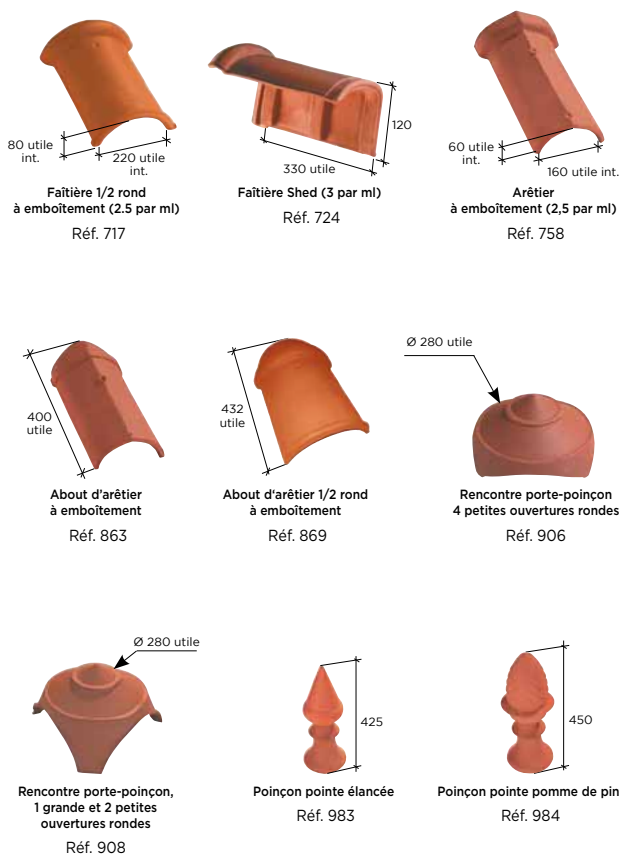 80 utile
int.
220 utile
int.
Faîtière 1/2 rond
à emboîtement (2.5 par ml)
Réf. 717
120
330 utile
Faîtière Shed (3 par ml)
Réf. 724
60 utile
int.
160 utile int.
Arêtier
à emboîtement (2,5 par ml)
Réf. 758
400
utile
About d'arêtier
à emboîtement
Réf. 863
432
utile
About d'arêtier 1/2 rond
à emboîtement
Réf. 869
Ø 280 utile
Rencontre porte-poinçon
4 petites ouvertures rondes
Réf. 906
Ø 280 utile
Rencontre porte-poinçon,
1 grande et 2 petites
ouvertures rondes
Réf. 908
425
Poinçon pointe élancée
Réf. 983
450
Poinçon pointe pomme de pin
Réf. 984